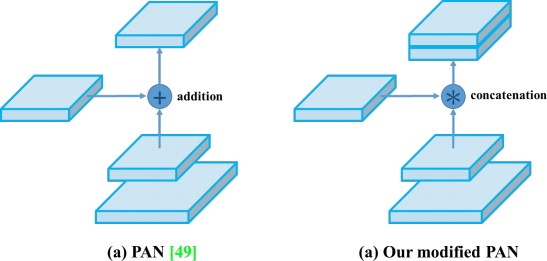 + addition
* concatenation
(a) PAN [49]
(a) Our modified PAN